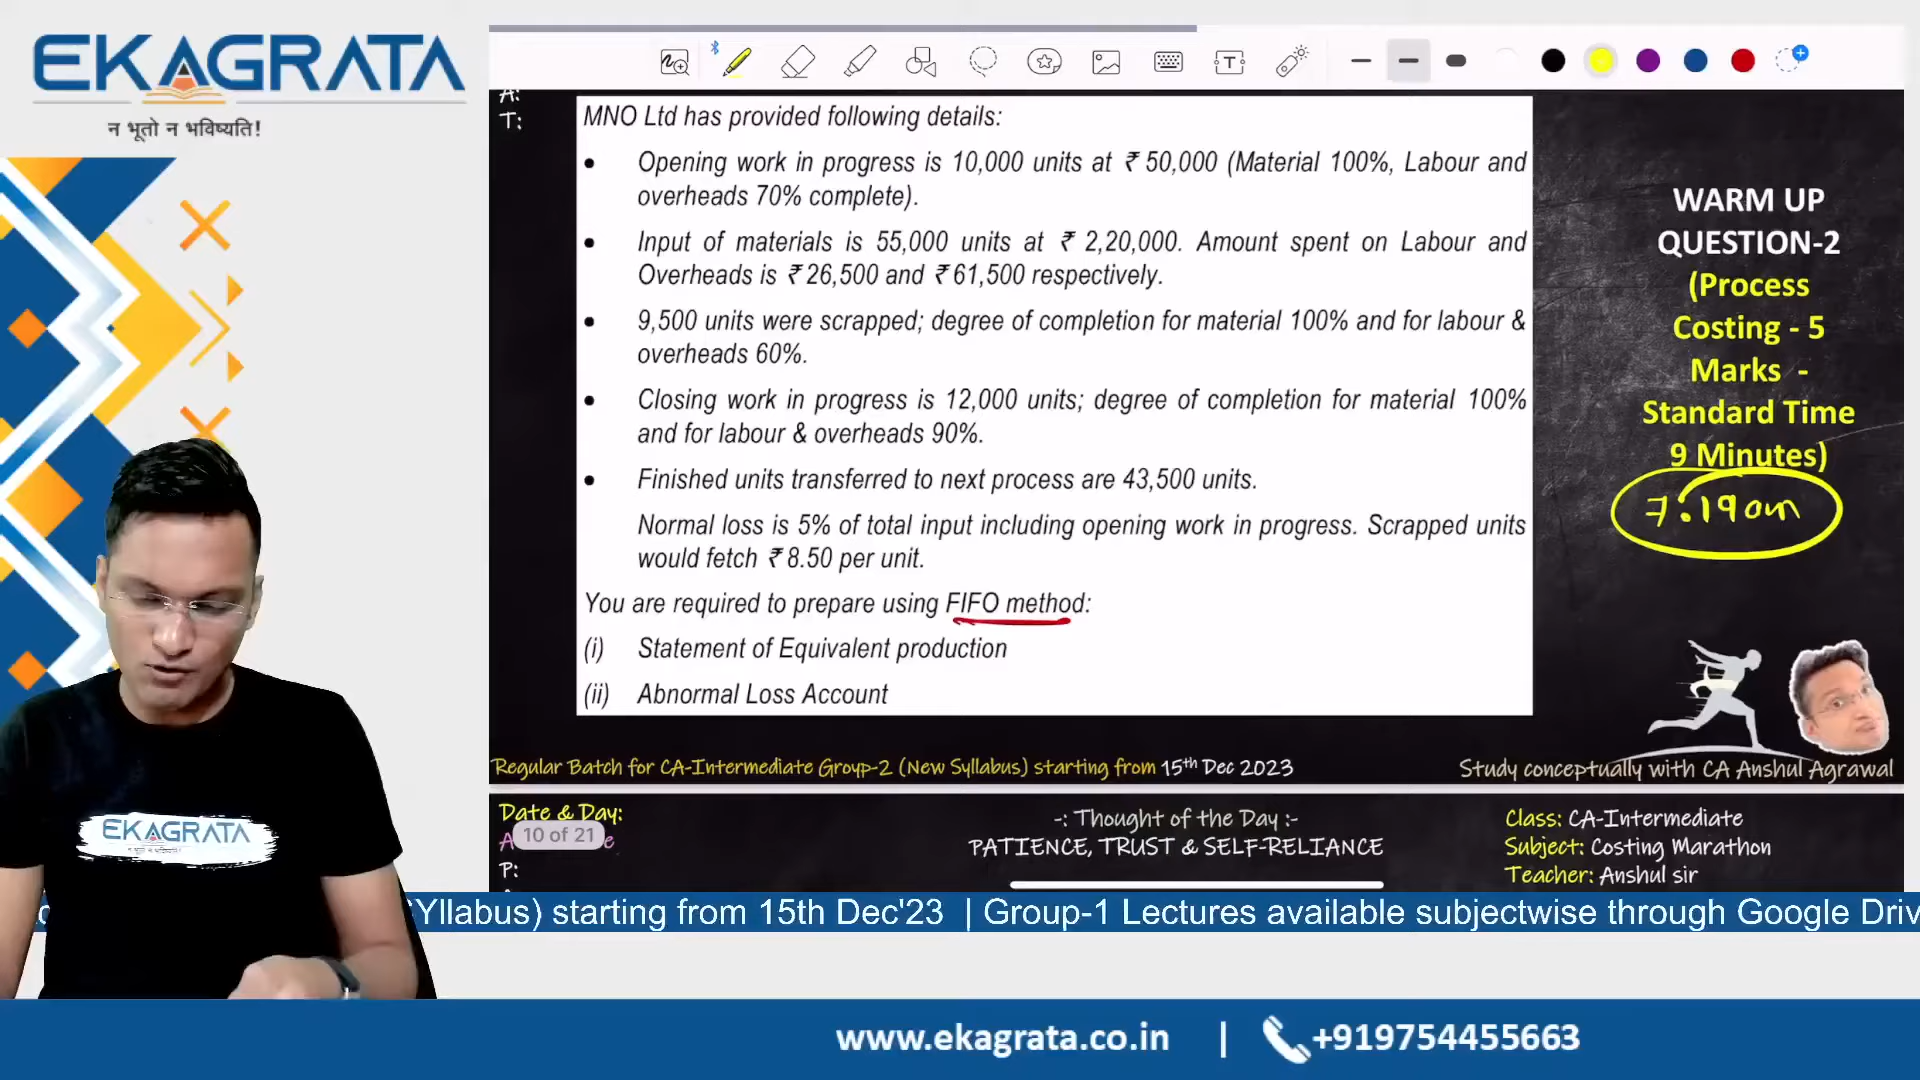 EKAGRATA
न भूतो न भविष्यति!
A:
T:
MNO Ltd has provided following details:
• Opening work in progress is 10,000 units at ₹ 50,000 (Material 100%, Labour and
overheads 70% complete).
• Input of materials is 55,000 units at ₹ 2,20,000. Amount spent on Labour and
Overheads is ₹ 26,500 and ₹ 61,500 respectively.
• 9,500 units were scrapped; degree of completion for material 100% and for labour &
overheads 60%.
• Closing work in progress is 12,000 units; degree of completion for material 100%
and for labour & overheads 90%.
• Finished units transferred to next process are 43,500 units.
Normal loss is 5% of total input including opening work in progress. Scrapped units
would fetch ₹ 8.50 per unit.
You are required to prepare using FIFO method:
(i) Statement of Equivalent production
(ii) Abnormal Loss Account
WARM UP
QUESTION-2
(Process
Costing - 5
Marks -
Standard Time
9 Minutes)
7:19am
Regular Batch for CA-Intermediate Group-2 (New Syllabus) starting from 15th Dec 2023
Study conceptually with CA Anshul Agrawal
Date & Day:
10 of 21
P:
-: Thought of the Day :-
PATIENCE, TRUST & SELF-RELIANCE
Class: CA-Intermediate
Subject: Costing Marathon
Teacher: Anshul sir
EKAGRATA
Yllabus) starting from 15th Dec'23 | Group-1 Lectures available subjectwise through Google Driv
www.ekagrata.co.in | +919754455663